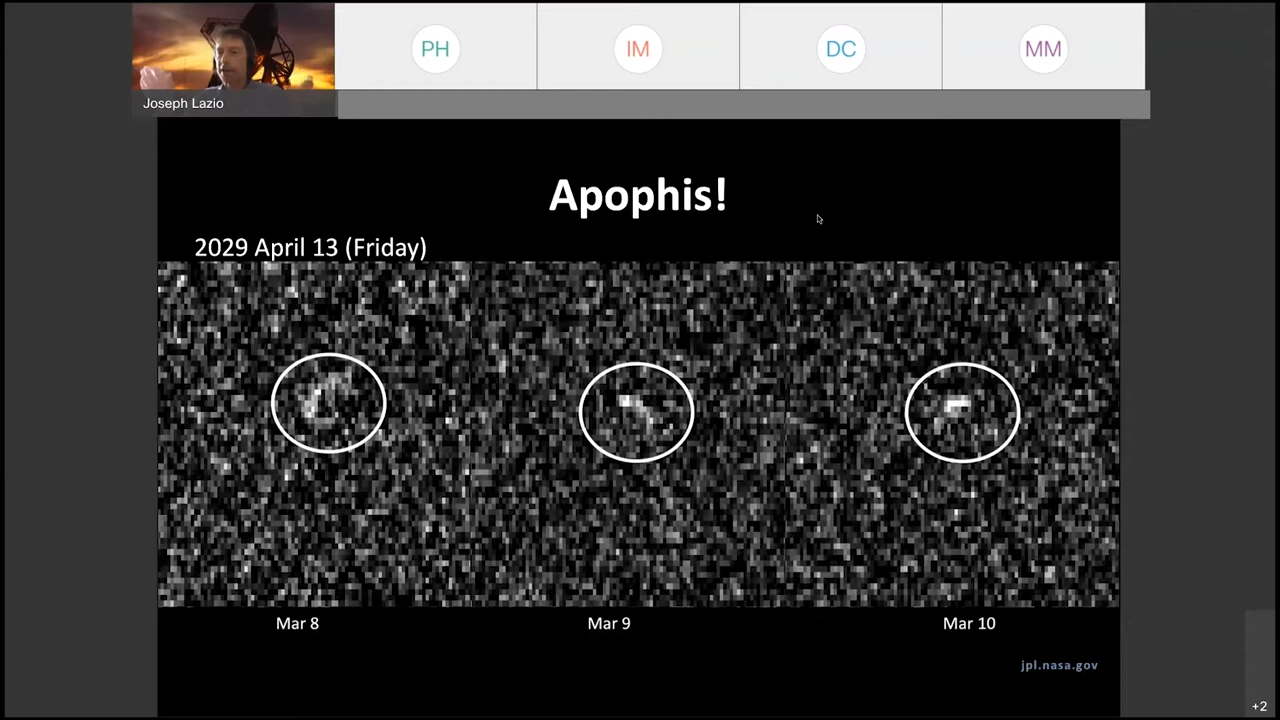 PH
IM
DC
MM
Joseph Lazio
Apophis!
2029 April 13 (Friday)
Mar 8
Mar 9
Mar 10
jpl.nasa.gov
+2